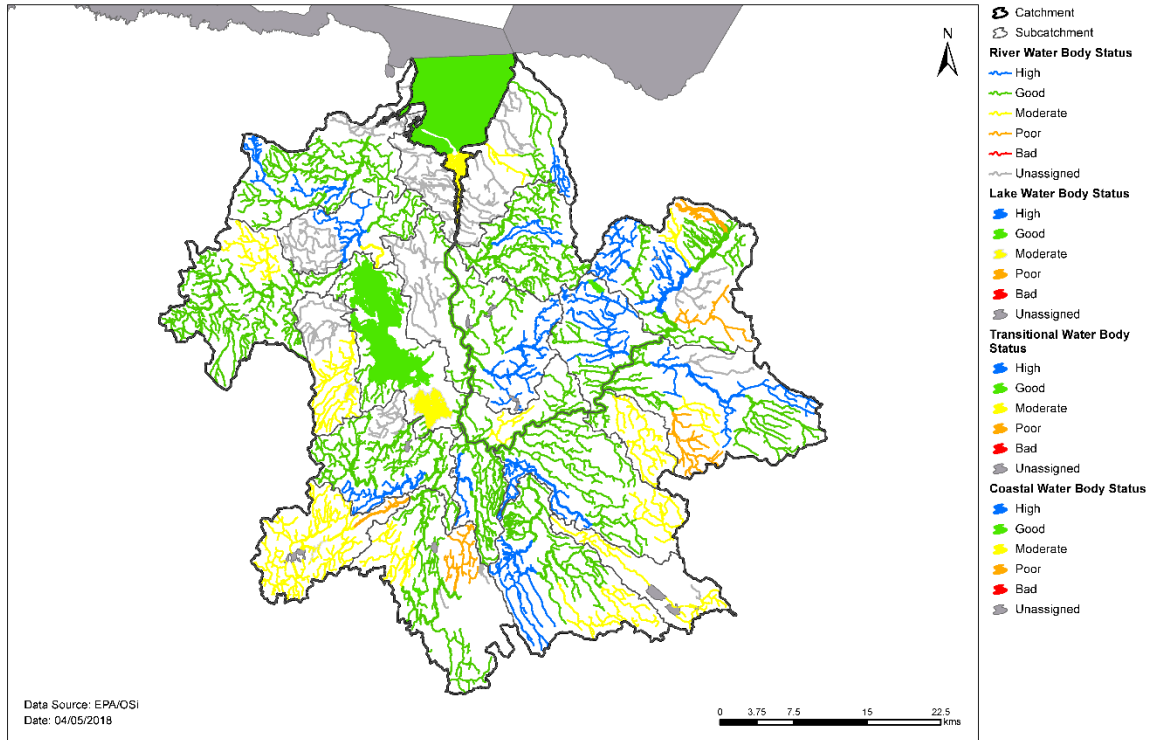 N
Data Source: EPA/OSi
Date: 04/05/2018
0 3.75 7.5 15 22.5
kms
Catchment
Subcatchment
River Water Body Status
High
Good
Moderate
Poor
Bad
Unassigned
Lake Water Body Status
High
Good
Moderate
Poor
Bad
Unassigned
Transitional Water Body
Status
High
Good
Moderate
Poor
Bad
Unassigned
Coastal Water Body Status
High
Good
Moderate
Poor
Bad
Unassigned